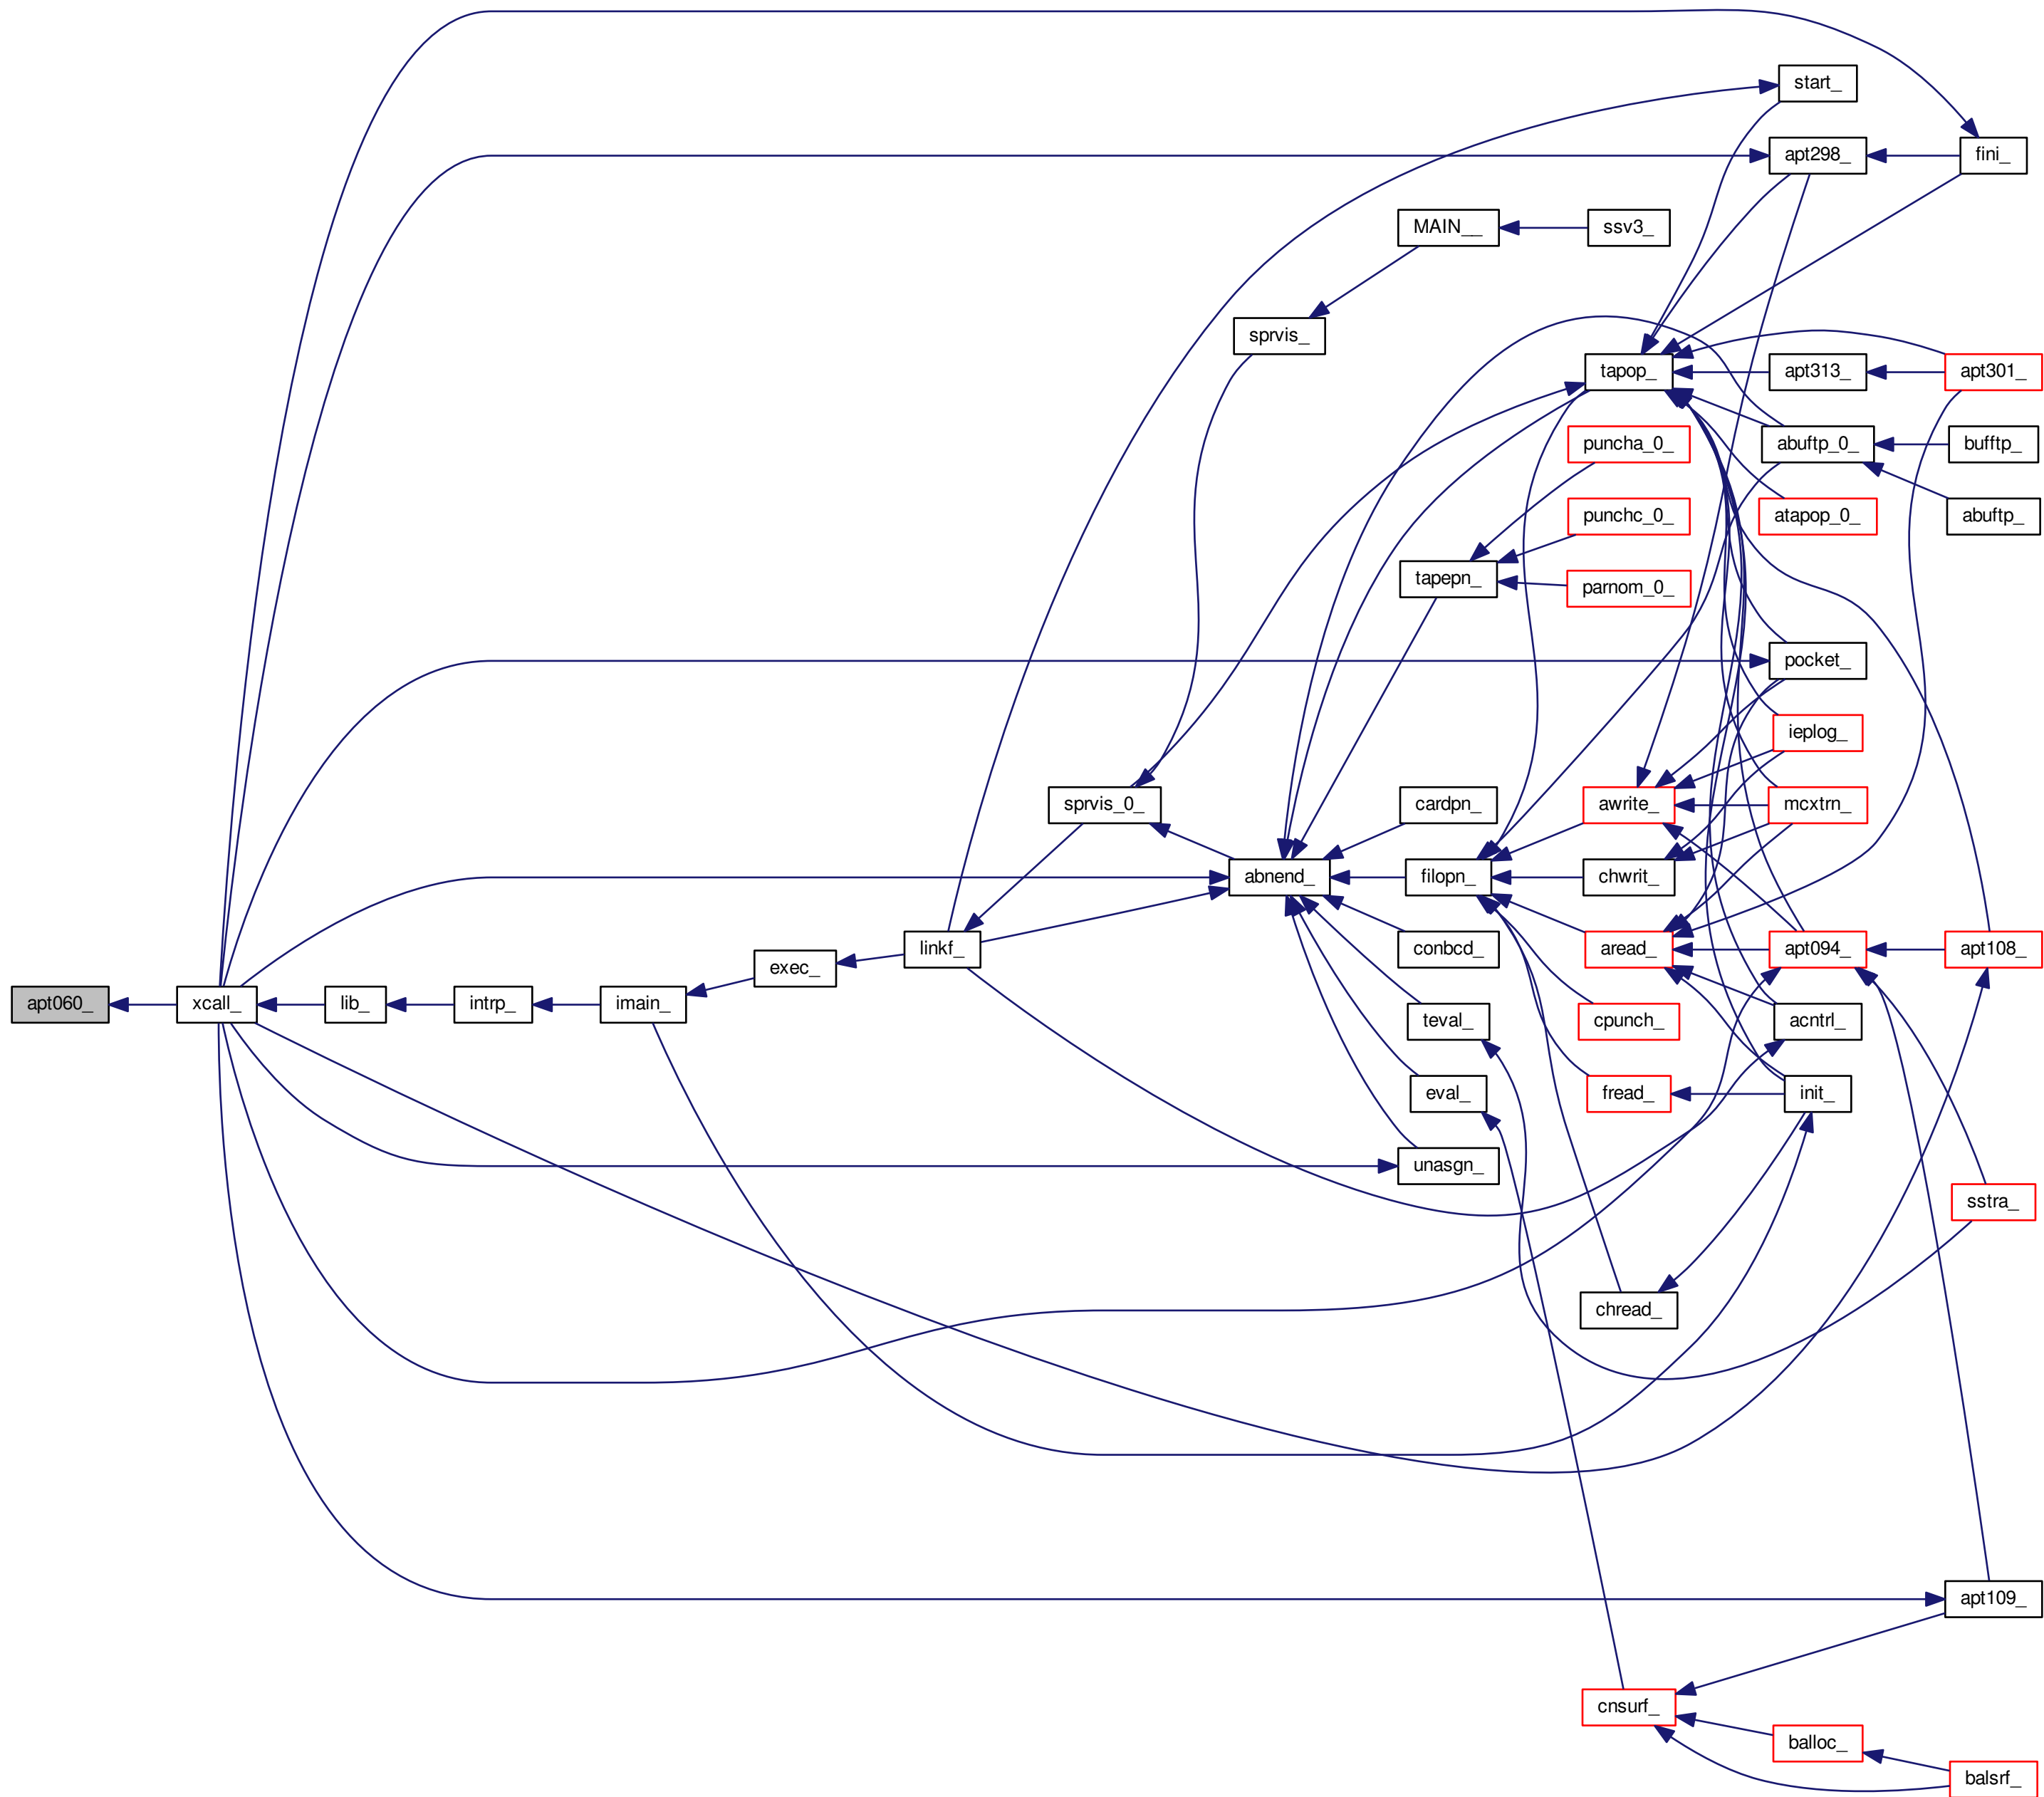 start_
apt298_
fini_
MAIN__
ssv3_
sprvis_
tapop_
apt313_
apt301_
puncha_0_
abuftp_0_
bufftp_
punchc_0_
atapop_0_
abuftp_
tapepn_
parnom_0_
pocket_
ieplog_
sprvis_0_
cardpn_
awrite_
mcxtrn_
abnend_
filopn_
chwrit_
linkf_
conbcd_
aread_
apt094_
apt108_
exec_
apt060_
xcall_
lib_
intrp_
imain_
teval_
cpunch_
acntrl_
eval_
fread_
init_
unasgn_
sstra_
chread_
apt109_
cnsurf_
balloc_
balsrf_